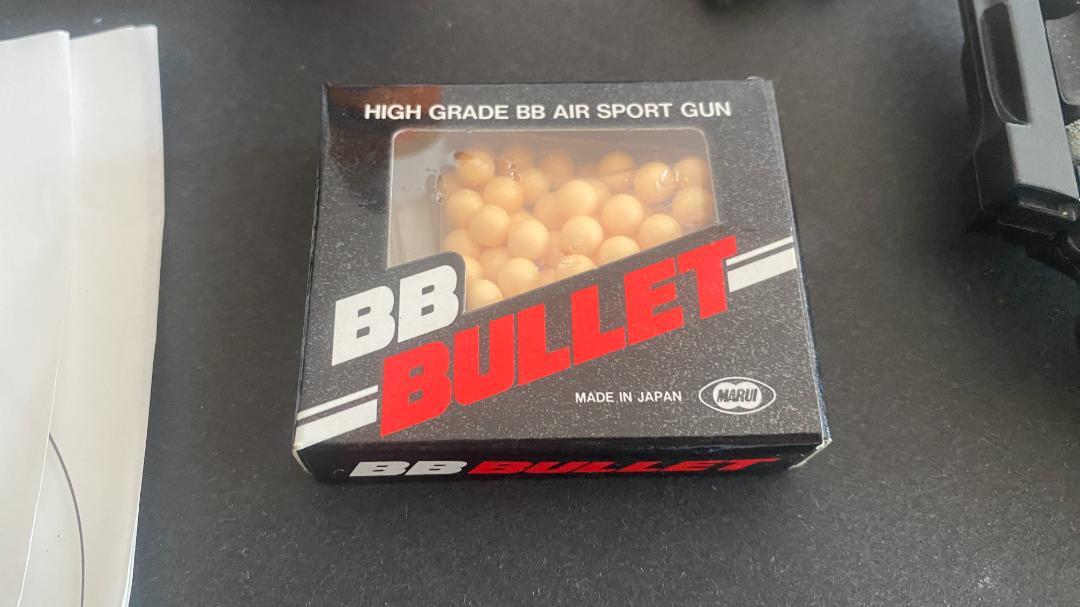 HIGH GRADE BB AIR SPORT GUN
BB
BULLET
MADE IN JAPAN MARUI
BB BULLET